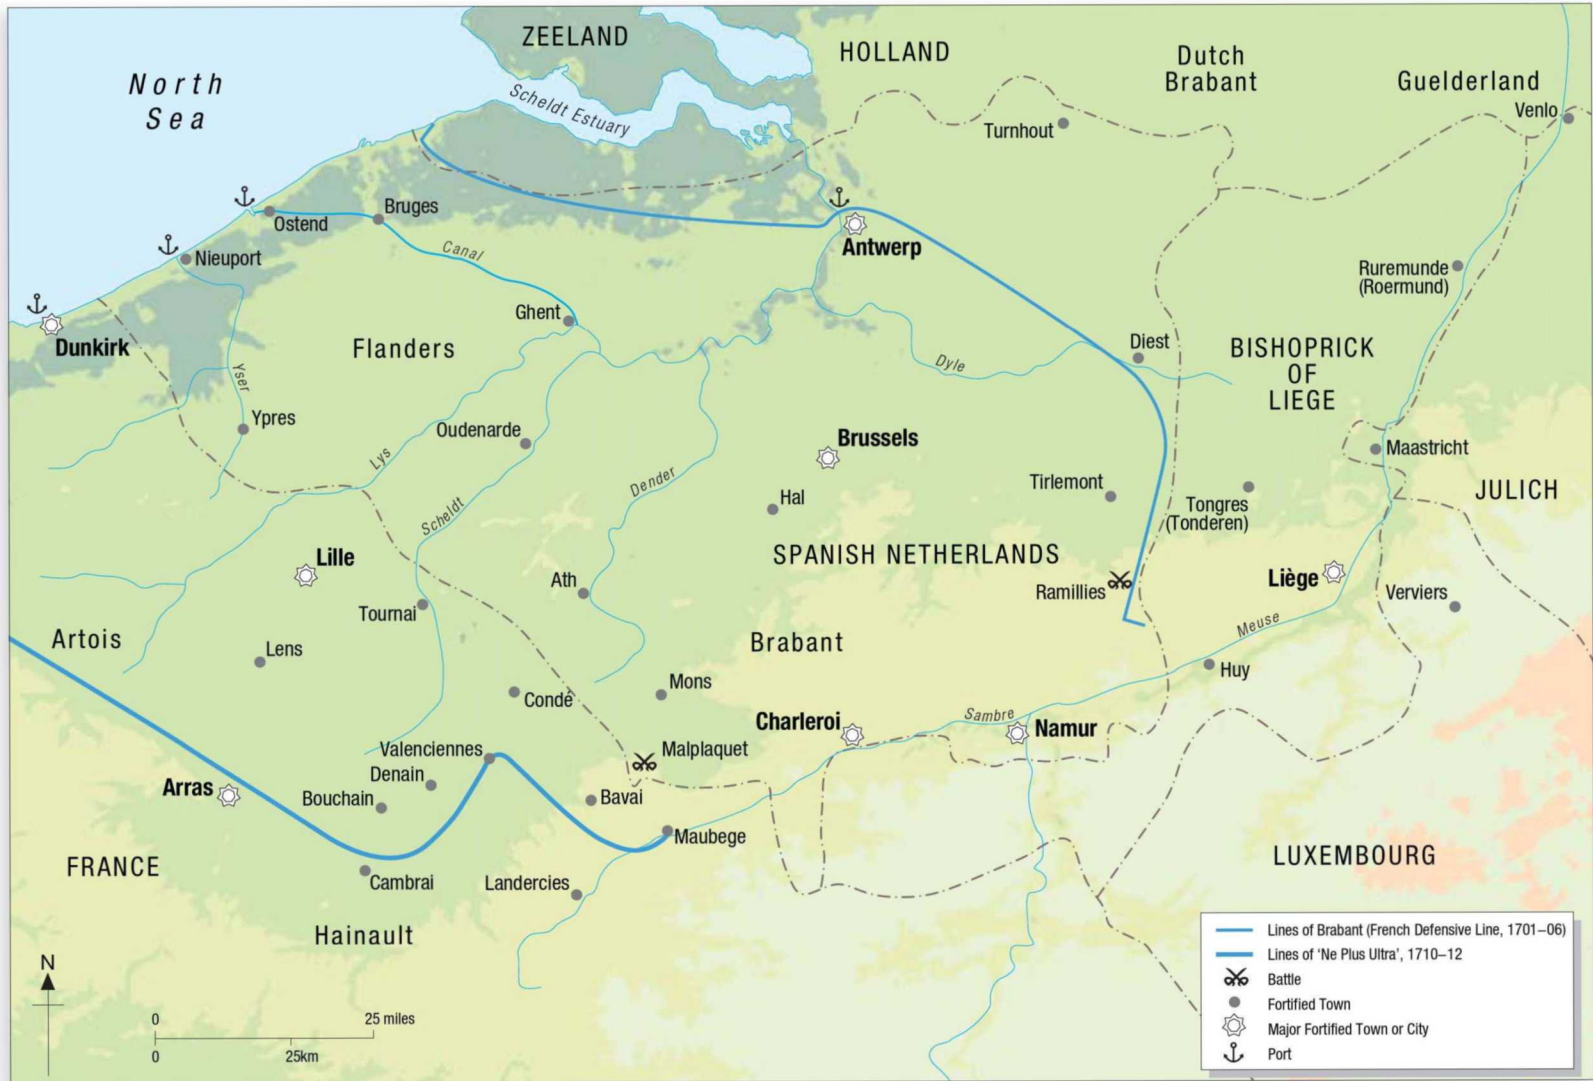 ZEELAND
HOLLAND
Dutch
Brabant
Guelderland
North
Sea
Scheldt Estuary
Turnhout
Venlo
Ostend
Bruges
Nieuport
Canal
Antwerp
Ruremunde
(Roermund)
Ghent
Dunkirk
Flanders
Diest
BISHOPRICK
OF
LIEGE
Dyle
Yser
Ypres
Oudenarde
Brussels
Maastricht
Lys
Dender
Hal
Tirlemont
Tongres
(Tonderen)
JULICH
Scheldt
Lille
SPANISH NETHERLANDS
Ath
Ramillies
Liège
Verviers
Tournai
Artois
Lens
Brabant
Meuse
Huy
Condé
Mons
Charleroi
Sambre
Namur
Valenciennes
Malplaquet
Denain
Arras
Bouchain
Bavai
Maubege
FRANCE
Cambrai
Landercies
LUXEMBOURG
Hainault
N
0
25 miles
0
25km
Lines of Brabant (French Defensive Line, 1701–06)
Lines of ‘Ne Plus Ultra’, 1710–12
Battle
Fortified Town
Major Fortified Town or City
Port